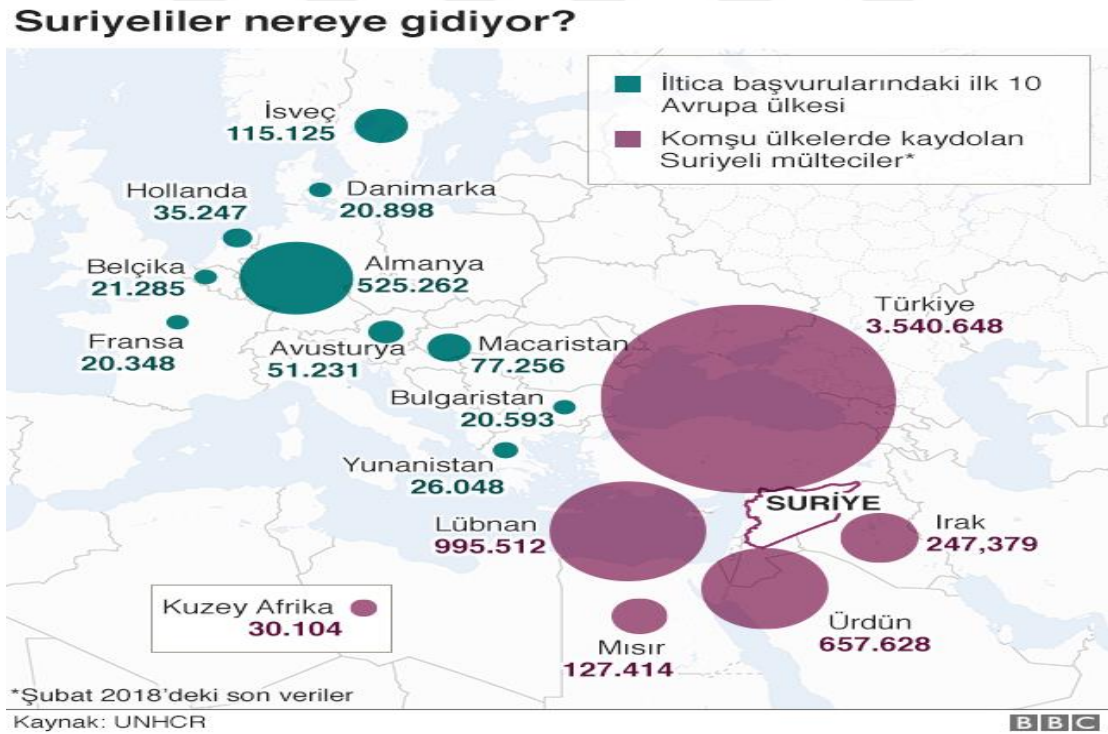 Suriyeliler nereye gidiyor?
İltica başvurularındaki ilk 10
Avrupa ülkesi
Komşu ülkelerde kaydolan
Suriyeli mülteciler*
İsveç
115.125
Hollanda
35.247
Danimarka
20.898
Belçika
21.285
Almanya
525.262
Fransa
20.348
Avusturya
51.231
Macaristan
77.256
Bulgaristan
20.593
Yunanistan
26.048
Türkiye
3.540.648
SURİYE
Lübnan
995.512
Irak
247,379
Ürdün
657.628
Mısır
127.414
Kuzey Afrika
30.104
*Şubat 2018'deki son veriler
Kaynak: UNHCR
BBC